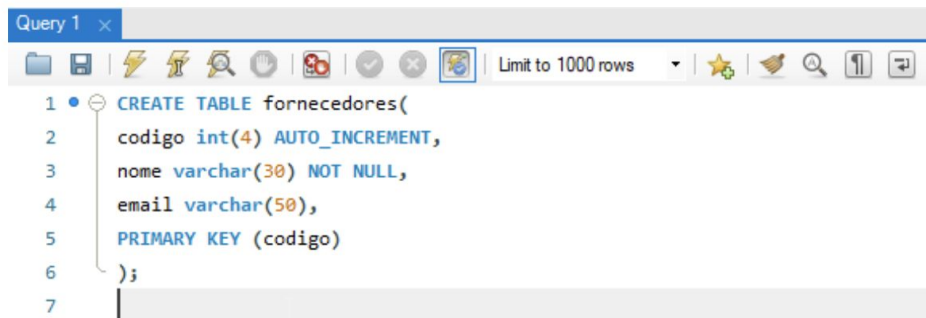 Query 1
Limit to 1000 rows
1 CREATE TABLE fornecedores(
2 codigo int(4) AUTO_INCREMENT,
3 nome varchar(30) NOT NULL,
4 email varchar(50),
5 PRIMARY KEY (codigo)
6 );
7